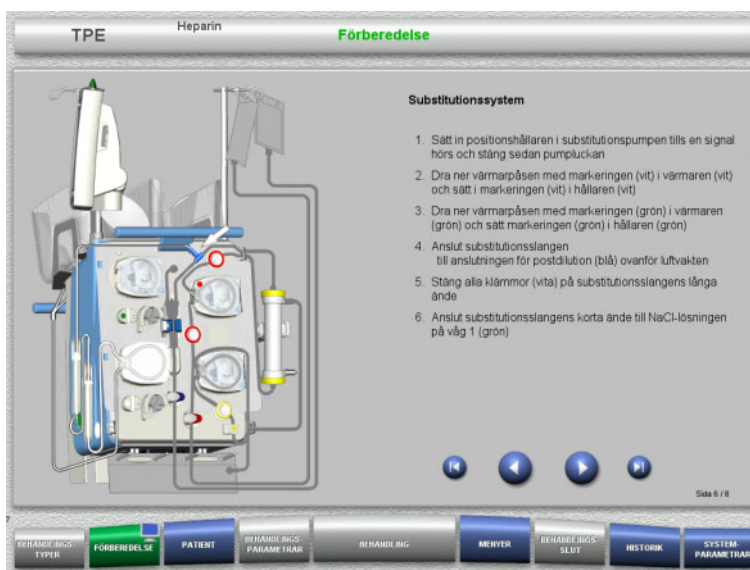 TPE
Heparin
Förberedelse
Substitutionssystem
1. Sätt in positionshållaren i substitutionspumpen tills en signal
hörs och stäng sedan pumpluckan
2. Dra ner värmarpåsen med markeringen (vit) i värmaren (vit)
och sätt i markeringen (vit) i hållaren (vit)
3. Dra ner värmarpåsen med markeringen (grön) i värmaren
(grön) och sätt markeringen (grön) i hållaren (grön)
4. Anslut substitutionsslangen
till anslutningen för postdilution (blå) ovanför luftvakten
5. Stäng alla klämmor (vita) på substitutionsslangens långa
ände
6. Anslut substitutionsslangens korta ände till NaCl-lösningen
på våg 1 (grön)
Sida 6 / 8
BEHANDLINGS-
TYPER
FÖRBEREDELSE
PATIENT
BEHANDLINGS-
PARAMETRAR
BEHANDLING
MENYER
BEHANDLINGS-
SLUT
HISTORIK
SYSTEM-
PARAMETRAR